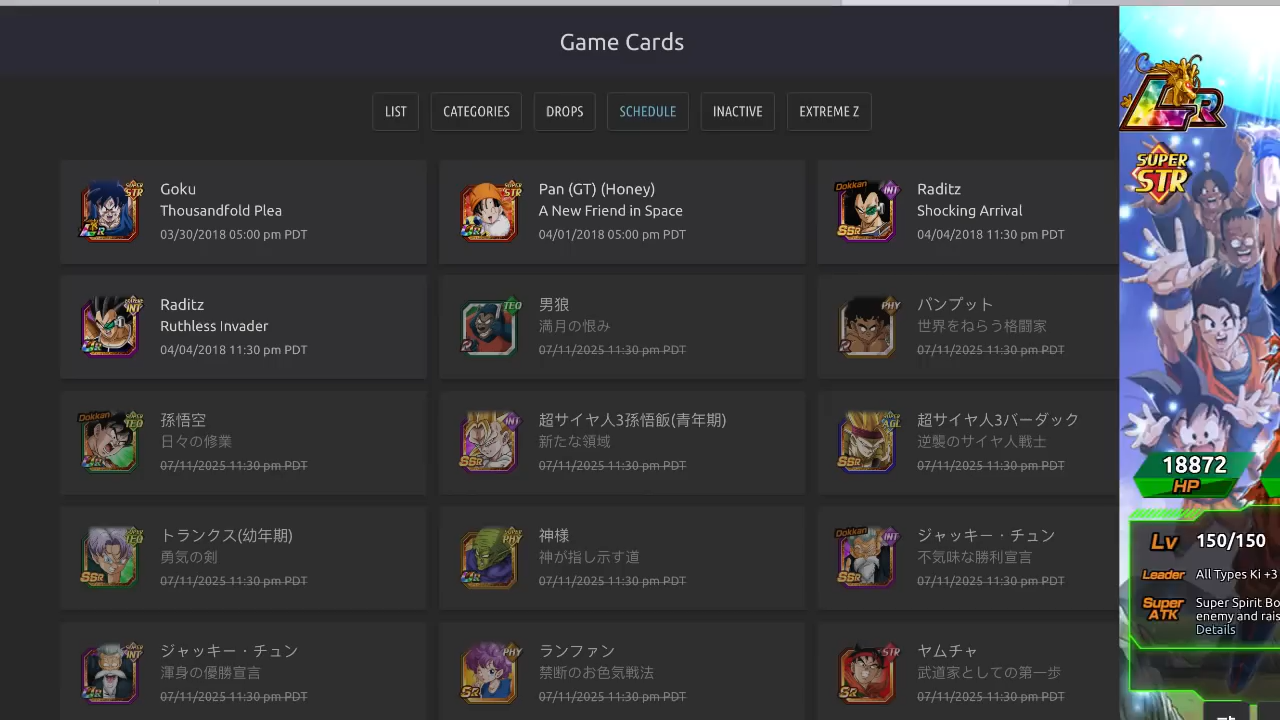 Game Cards
LIST
CATEGORIES
DROPS
SCHEDULE
INACTIVE
EXTREME Z
Goku
Thousandfold Plea
03/30/2018 05:00 pm PDT
Pan (GT) (Honey)
A New Friend in Space
04/01/2018 05:00 pm PDT
Raditz
Shocking Arrival
04/04/2018 11:30 pm PDT
Raditz
Ruthless Invader
04/04/2018 11:30 pm PDT
男狼
満月の恨み
07/11/2025 11:30 pm PDT
パンプット
世界をねらう格闘家
07/11/2025 11:30 pm PDT
孫悟空
日々の修業
07/11/2025 11:30 pm PDT
超サイヤ人3孫悟飯(青年期)
新たな領域
07/11/2025 11:30 pm PDT
超サイヤ人3バーダック
逆襲のサイヤ人戦士
07/11/2025 11:30 pm PDT
トランクス(幼年期)
勇気の剣
07/11/2025 11:30 pm PDT
神様
神が指し示す道
07/11/2025 11:30 pm PDT
ジャッキー・チュン
不気味な勝利宣言
07/11/2025 11:30 pm PDT
ジャッキー・チュン
渾身の優勝宣言
07/11/2025 11:30 pm PDT
ランファン
禁断のお色気戦法
07/11/2025 11:30 pm PDT
ヤムチャ
武道家としての第一歩
07/11/2025 11:30 pm PDT
LR
SUPER
STR
18872
HP
Lv 150/150
Leader All Types Ki +3
Super ATK Super Spirit Bo
enemy and rais
Details